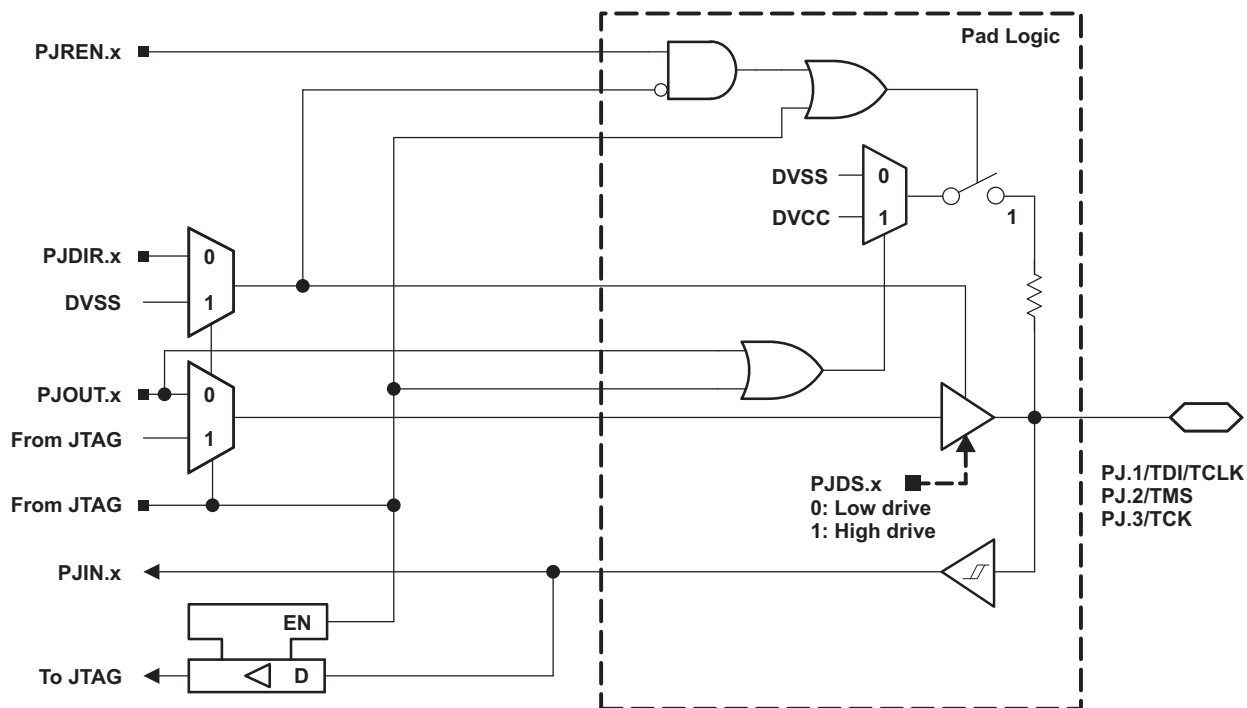 Pad Logic
PJREN.x
DVSS
0
DVCC
1
1
PJDIR.x
0
DVSS
1
PJOUT.x
0
From JTAG
1
From JTAG
PJDS.x
0: Low drive
1: High drive
PJ.1/TDI/TCLK
PJ.2/TMS
PJ.3/TCK
PJIN.x
EN
To JTAG
D